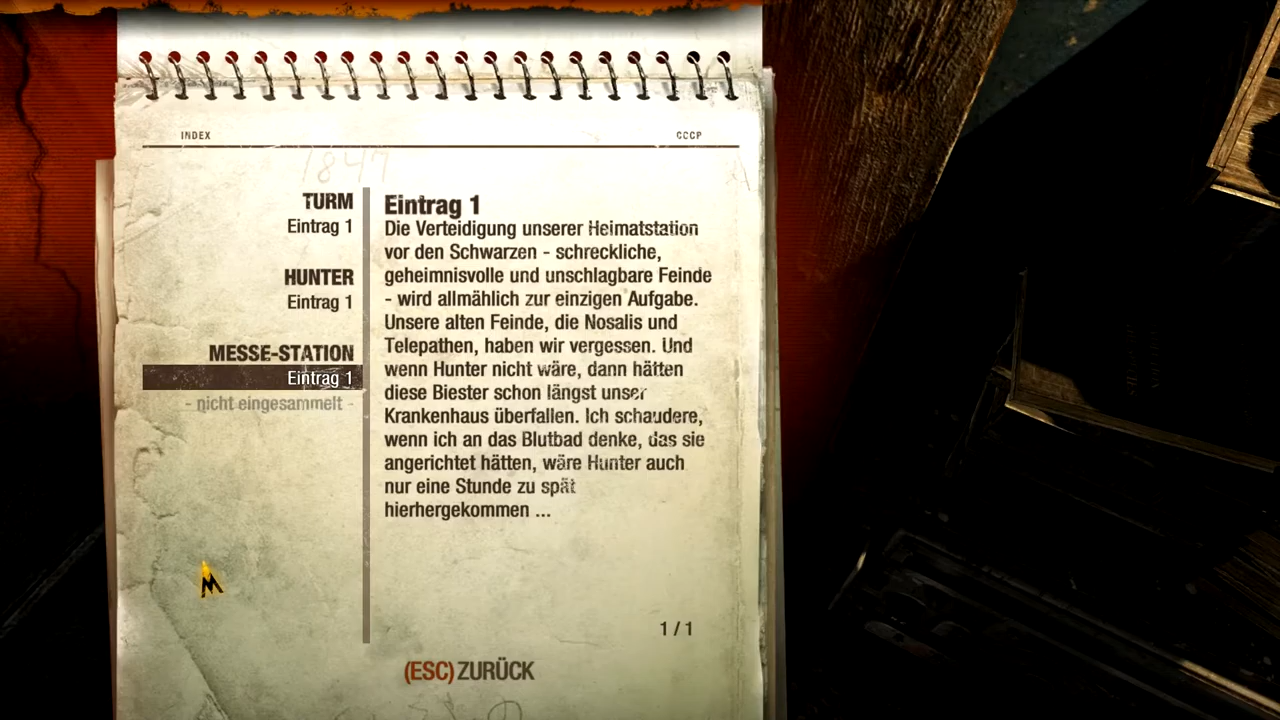 INDEX
CCCP
1847
TURM
Eintrag 1
HUNTER
Eintrag 1
MESSE-STATION
Eintrag 1
- nicht eingesammelt -
Eintrag 1
Die Verteidigung unserer Heimatstation
vor den Schwarzen - schreckliche,
geheimnisvolle und unschlagbare Feinde
- wird allmählich zur einzigen Aufgabe.
Unsere alten Feinde, die Nosalis und
Telepathen, haben wir vergessen. Und
wenn Hunter nicht wäre, dann hätten
diese Biester schon längst unser
Krankenhaus überfallen. Ich schaudere,
wenn ich an das Blutbad denke, das sie
angerichtet hätten, wäre Hunter auch
nur eine Stunde zu spät
hierhergekommen ...
1 / 1
(ESC) ZURÜCK
M